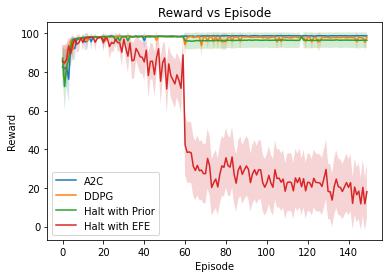 Reward vs Episode
100
80
60
40
20
0
Reward
A2C
DDPG
Halt with Prior
Halt with EFE
0 20 40 60 80 100 120 140
Episode